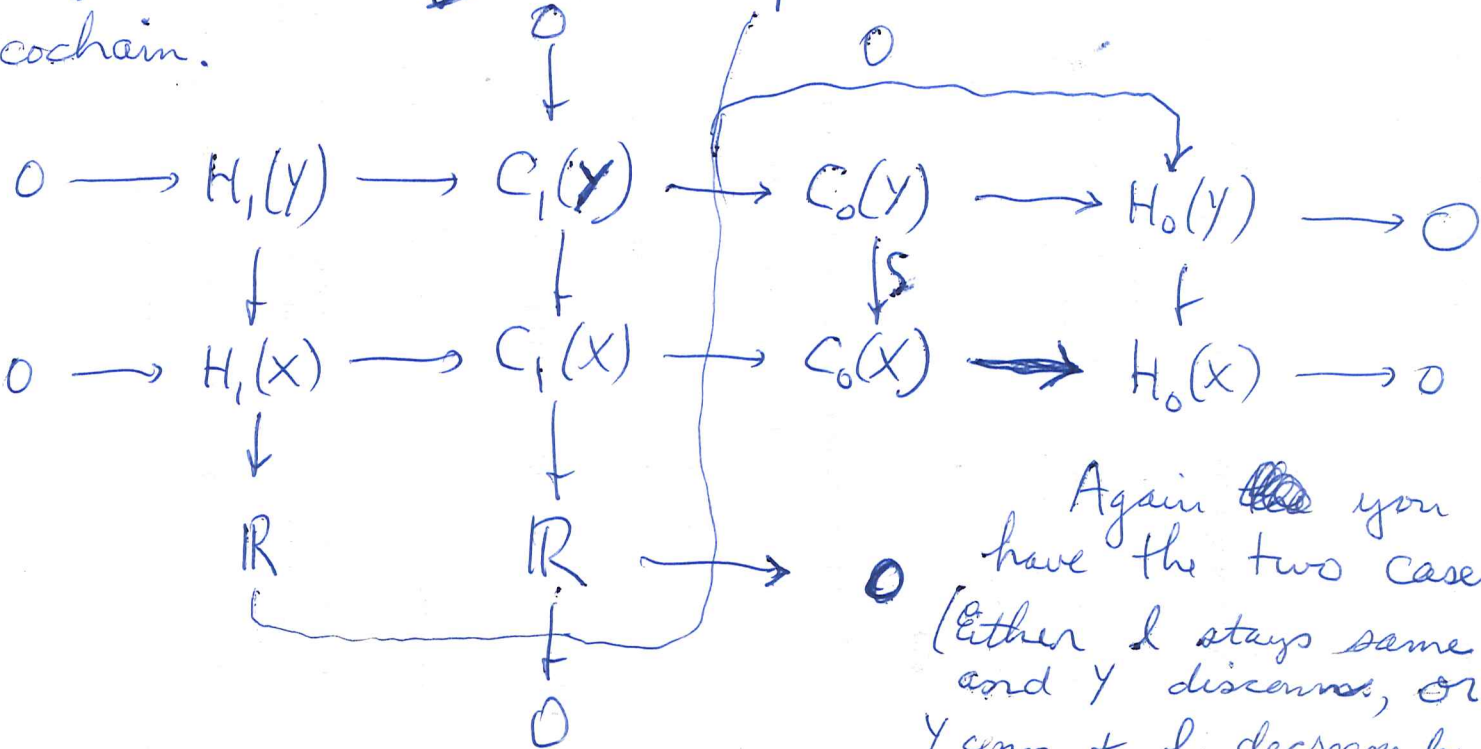 cochain.
0
0
0 → H₁(Y) → C₁(Y) → C₀(Y) → H₀(Y) → 0
↓ ↓ ↓S ↓
0 → H₁(X) → C₁(X) → C₀(X) → H₀(X) → 0
↓ ↓
ℝ ℝ → 0
↓
0
Again you
have the two case
(Either l stays same
and Y disconn., or